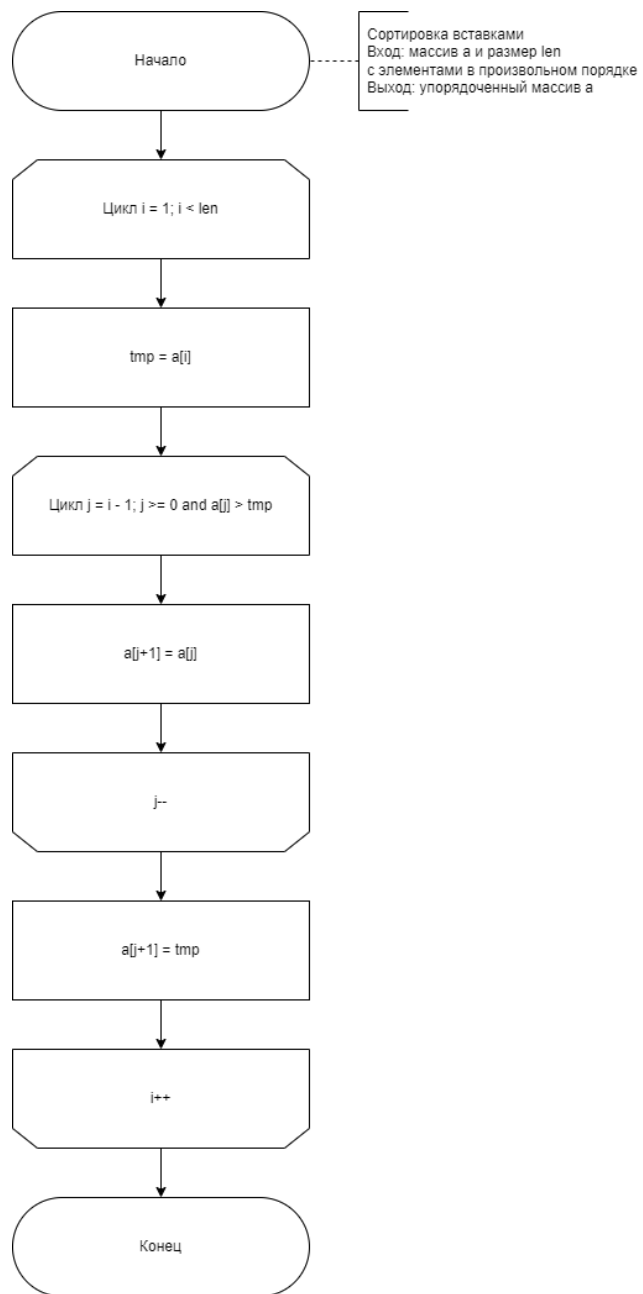 Начало
Сортировка вставками
Вход: массив a и размер len
с элементами в произвольном порядке
Выход: упорядоченный массив a
Цикл i = 1; i < len
tmp = a[i]
Цикл j = i - 1; j >= 0 and a[j] > tmp
a[j+1] = a[j]
j--
a[j+1] = tmp
i++
Конец